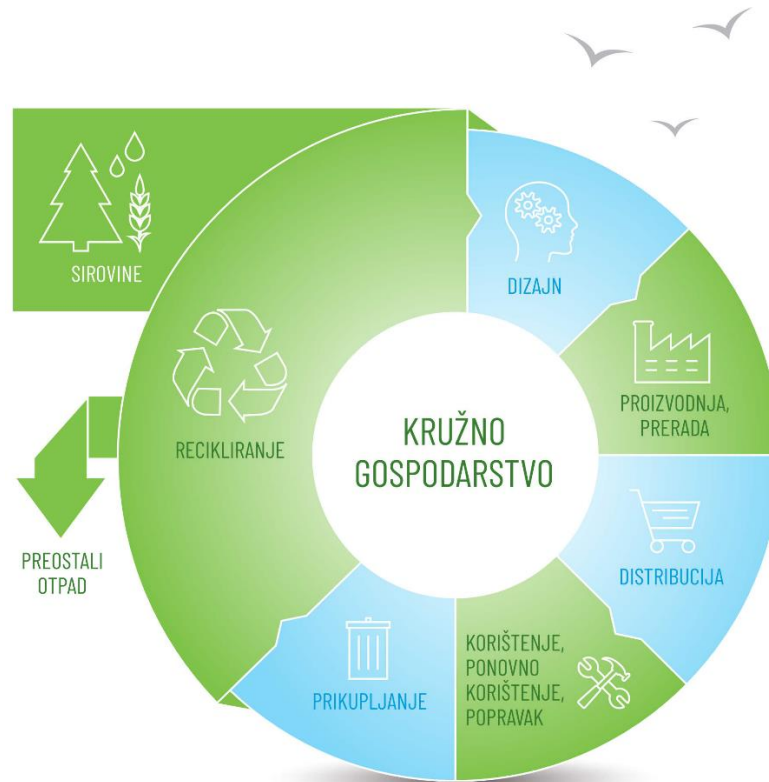 SIROVINE
DIZAJN
PROIZVODNJA,
PRERADA
DISTRIBUCIJA
KORIŠTENJE,
PONOVNO
KORIŠTENJE,
POPRAVAK
PRIKUPLJANJE
RECIKLIRANJE
PREOSTALI
OTPAD
KRUŽNO
GOSPODARSTVO